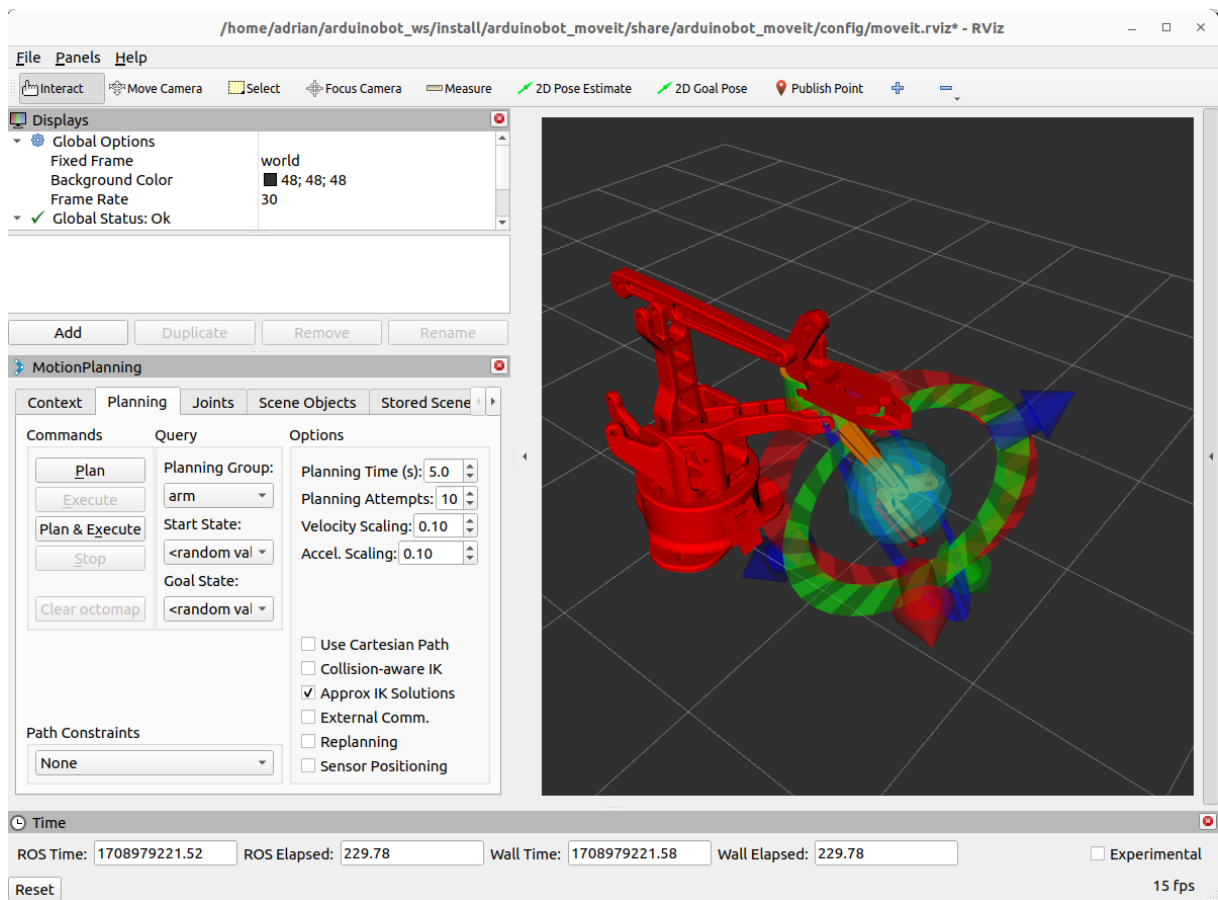 /home/adrian/arduinobot_ws/install/arduinobot_moveit/share/arduinobot_moveit/config/moveit.rviz* - RViz
File Panels Help
Interact Move Camera Select Focus Camera Measure 2D Pose Estimate 2D Goal Pose Publish Point
Displays
Global Options
Fixed Frame world
Background Color 48; 48; 48
Frame Rate 30
Global Status: Ok
Add Duplicate Remove Rename
MotionPlanning
Context Planning Joints Scene Objects Stored Scene
Commands Query Options
Plan
Execute
Plan & Execute
Stop
Clear octomap
Planning Group:
arm
Start State:
<random val
Goal State:
<random val
Planning Time (s): 5.0
Planning Attempts: 10
Velocity Scaling: 0.10
Accel. Scaling: 0.10
Use Cartesian Path
Collision-aware IK
Approx IK Solutions
External Comm.
Replanning
Sensor Positioning
Path Constraints
None
Time
ROS Time: 1708979221.52 ROS Elapsed: 229.78 Wall Time: 1708979221.58 Wall Elapsed: 229.78 Experimental
Reset 15 fps